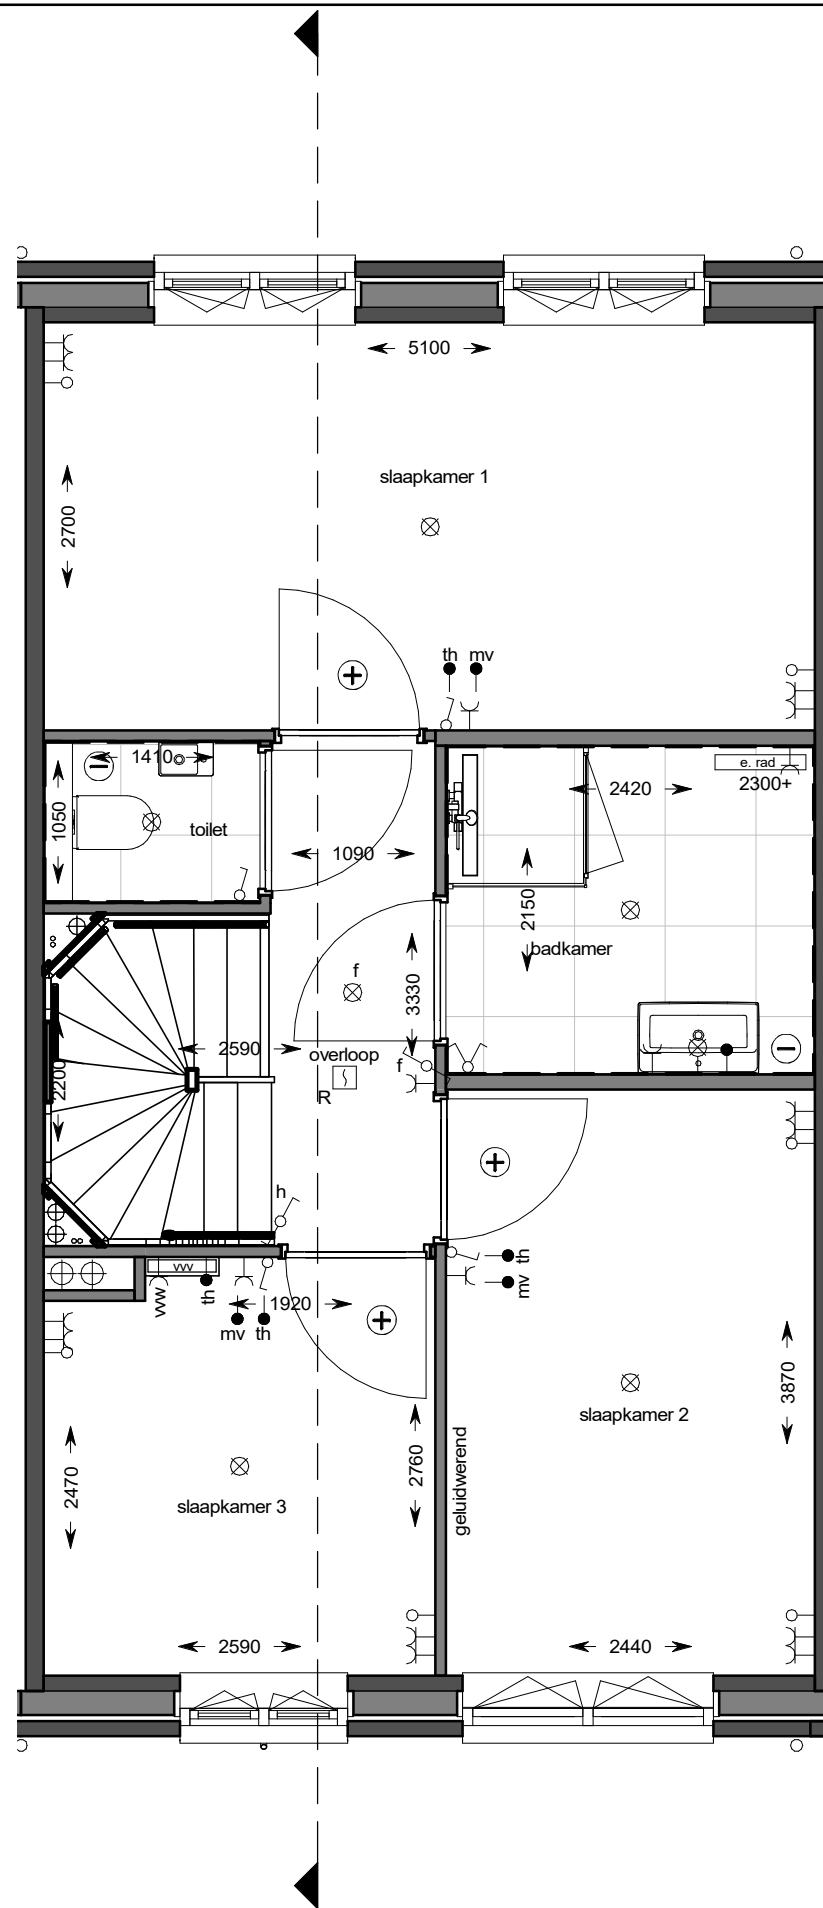 5100
slaapkamer 1
2700
th mv
1410
1050
toilet
e. rad
2300+
2420
1090
2150
badkamer
f
3330
2590
overloop
f
2200
R
h
vvv
vvv
th
th
mv
1920
mv th
3870
slaapkamer 2
2760
geluidwerend
2470
slaapkamer 3
2590
2440